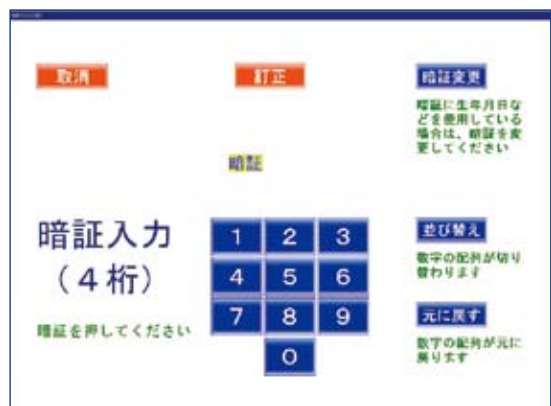 取消
訂正
暗証変更
暗証に生年月日な
どを使用している
場合は、暗証を変
更してください
暗証
暗証入力
（４桁）
暗証を押してください
1 2 3
4 5 6
7 8 9
0
並び替え
数字の配列が切り
替わります
元に戻す
数字の配列が元に
戻ります